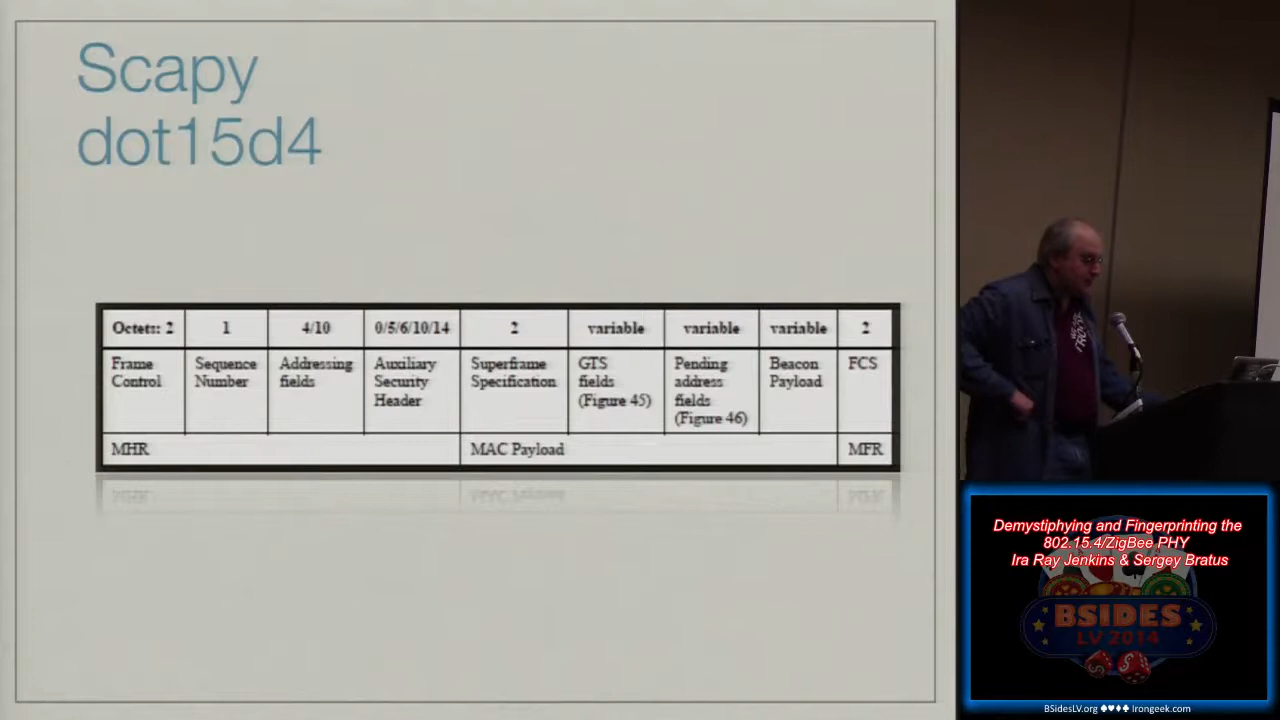 Scapy
dot15d4
Octets: 2 1 4/10 0/5/6/10/14 2 variable variable variable 2
Frame Control
Sequence Number
Addressing fields
Auxiliary Security Header
Superframe Specification
GTS fields (Figure 45)
Pending address fields (Figure 46)
Beacon Payload
FCS
MHR MAC Payload MFR
Demystiphying and Fingerprinting the
802.15.4/ZigBee PHY
Ira Ray Jenkins & Sergey Bratus
BSIDES
LV 2014
BSidesLV.org ♠♥♦♣ Irongeek.com